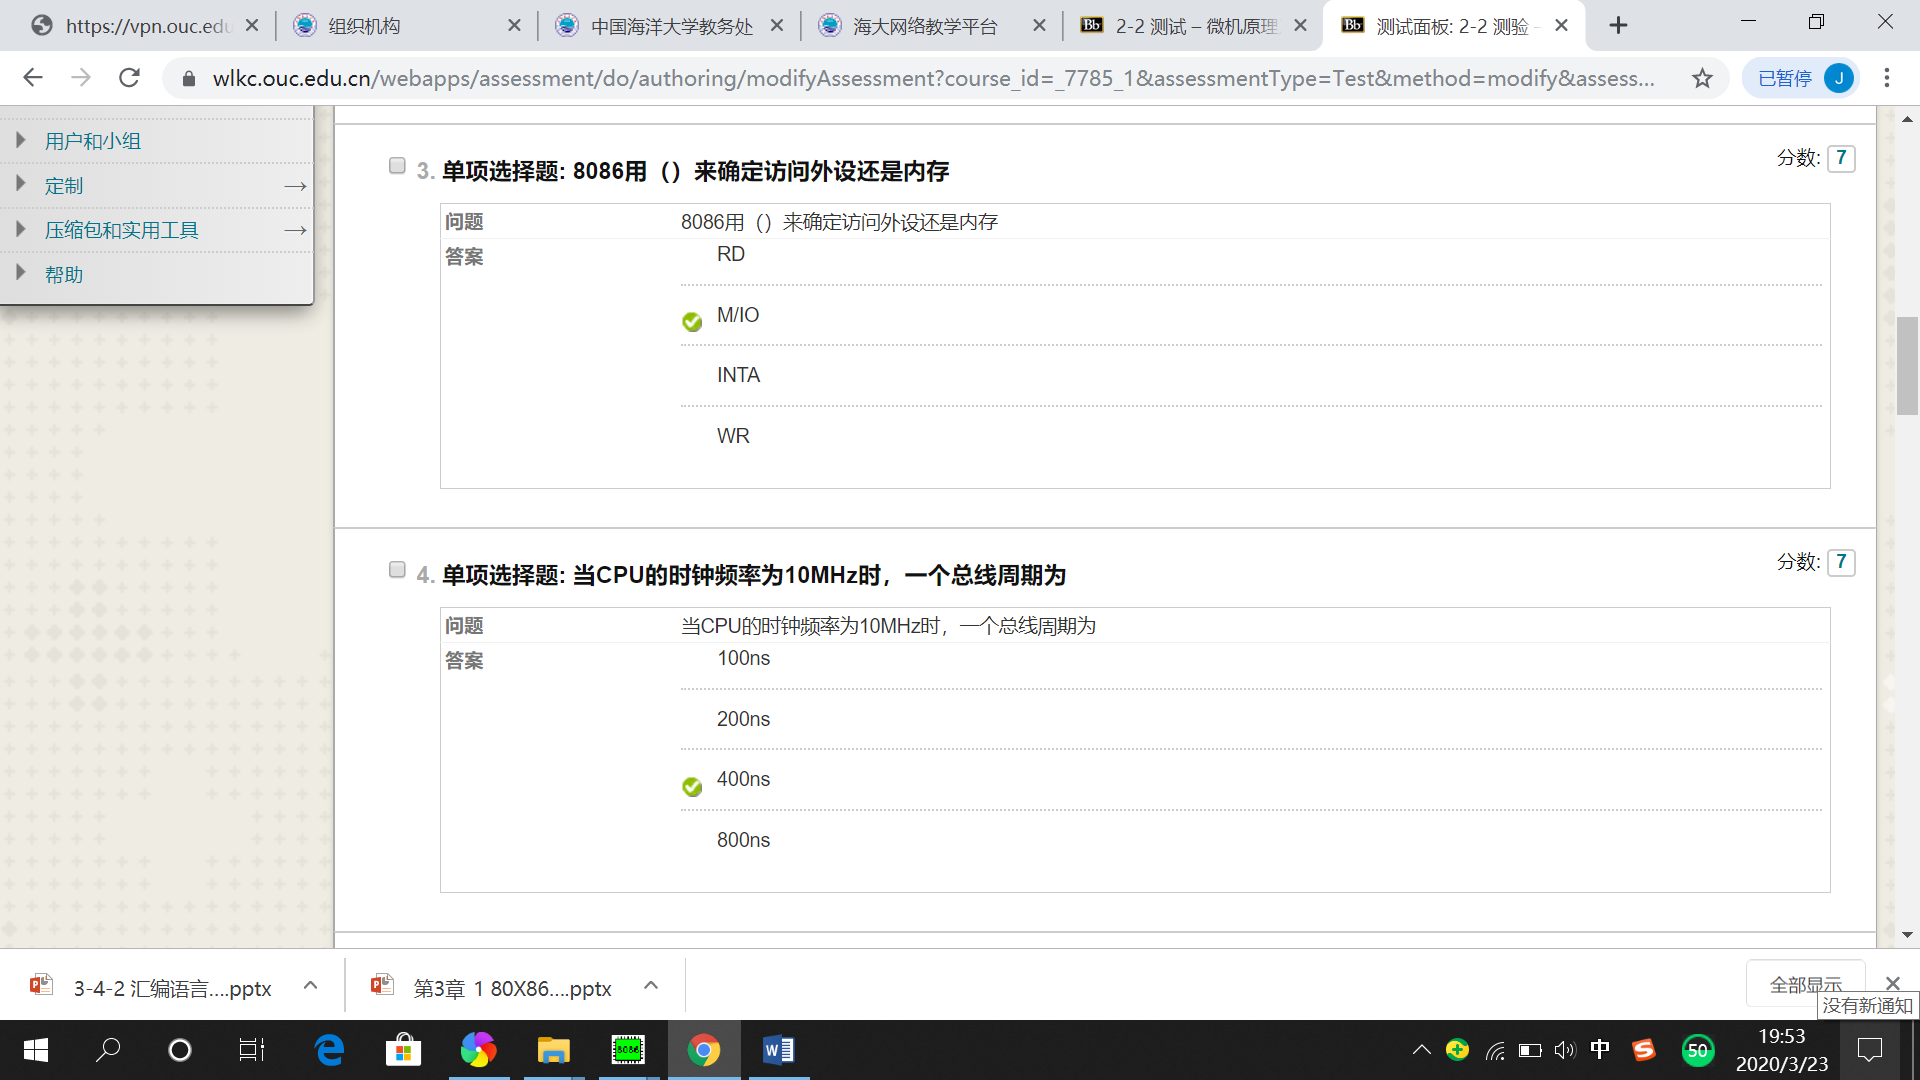 https://vpn.ouc.edu
组织机构
中国海洋大学教务处
海大网络教学平台
Bb 2-2 测试 – 微机原理
Bb 测试面板: 2-2 测验 -
wlkc.ouc.edu.cn/webapps/assessment/do/authoring/modifyAssessment?course_id=_7785_1&assessmentType=Test&method=modify&assess...
已暂停 J
用户和小组
定制
压缩包和实用工具
帮助
3. 单项选择题: 8086用（）来确定访问外设还是内存
分数: 7
问题 8086用（）来确定访问外设还是内存
答案 RD
M/IO
INTA
WR
4. 单项选择题: 当CPU的时钟频率为10MHz时，一个总线周期为
分数: 7
问题 当CPU的时钟频率为10MHz时，一个总线周期为
答案 100ns
200ns
400ns
800ns
3-4-2 汇编语言....pptx
第3章 1 80X86....pptx
全部显示
没有新通知
8086
中
50
19:53
2020/3/23